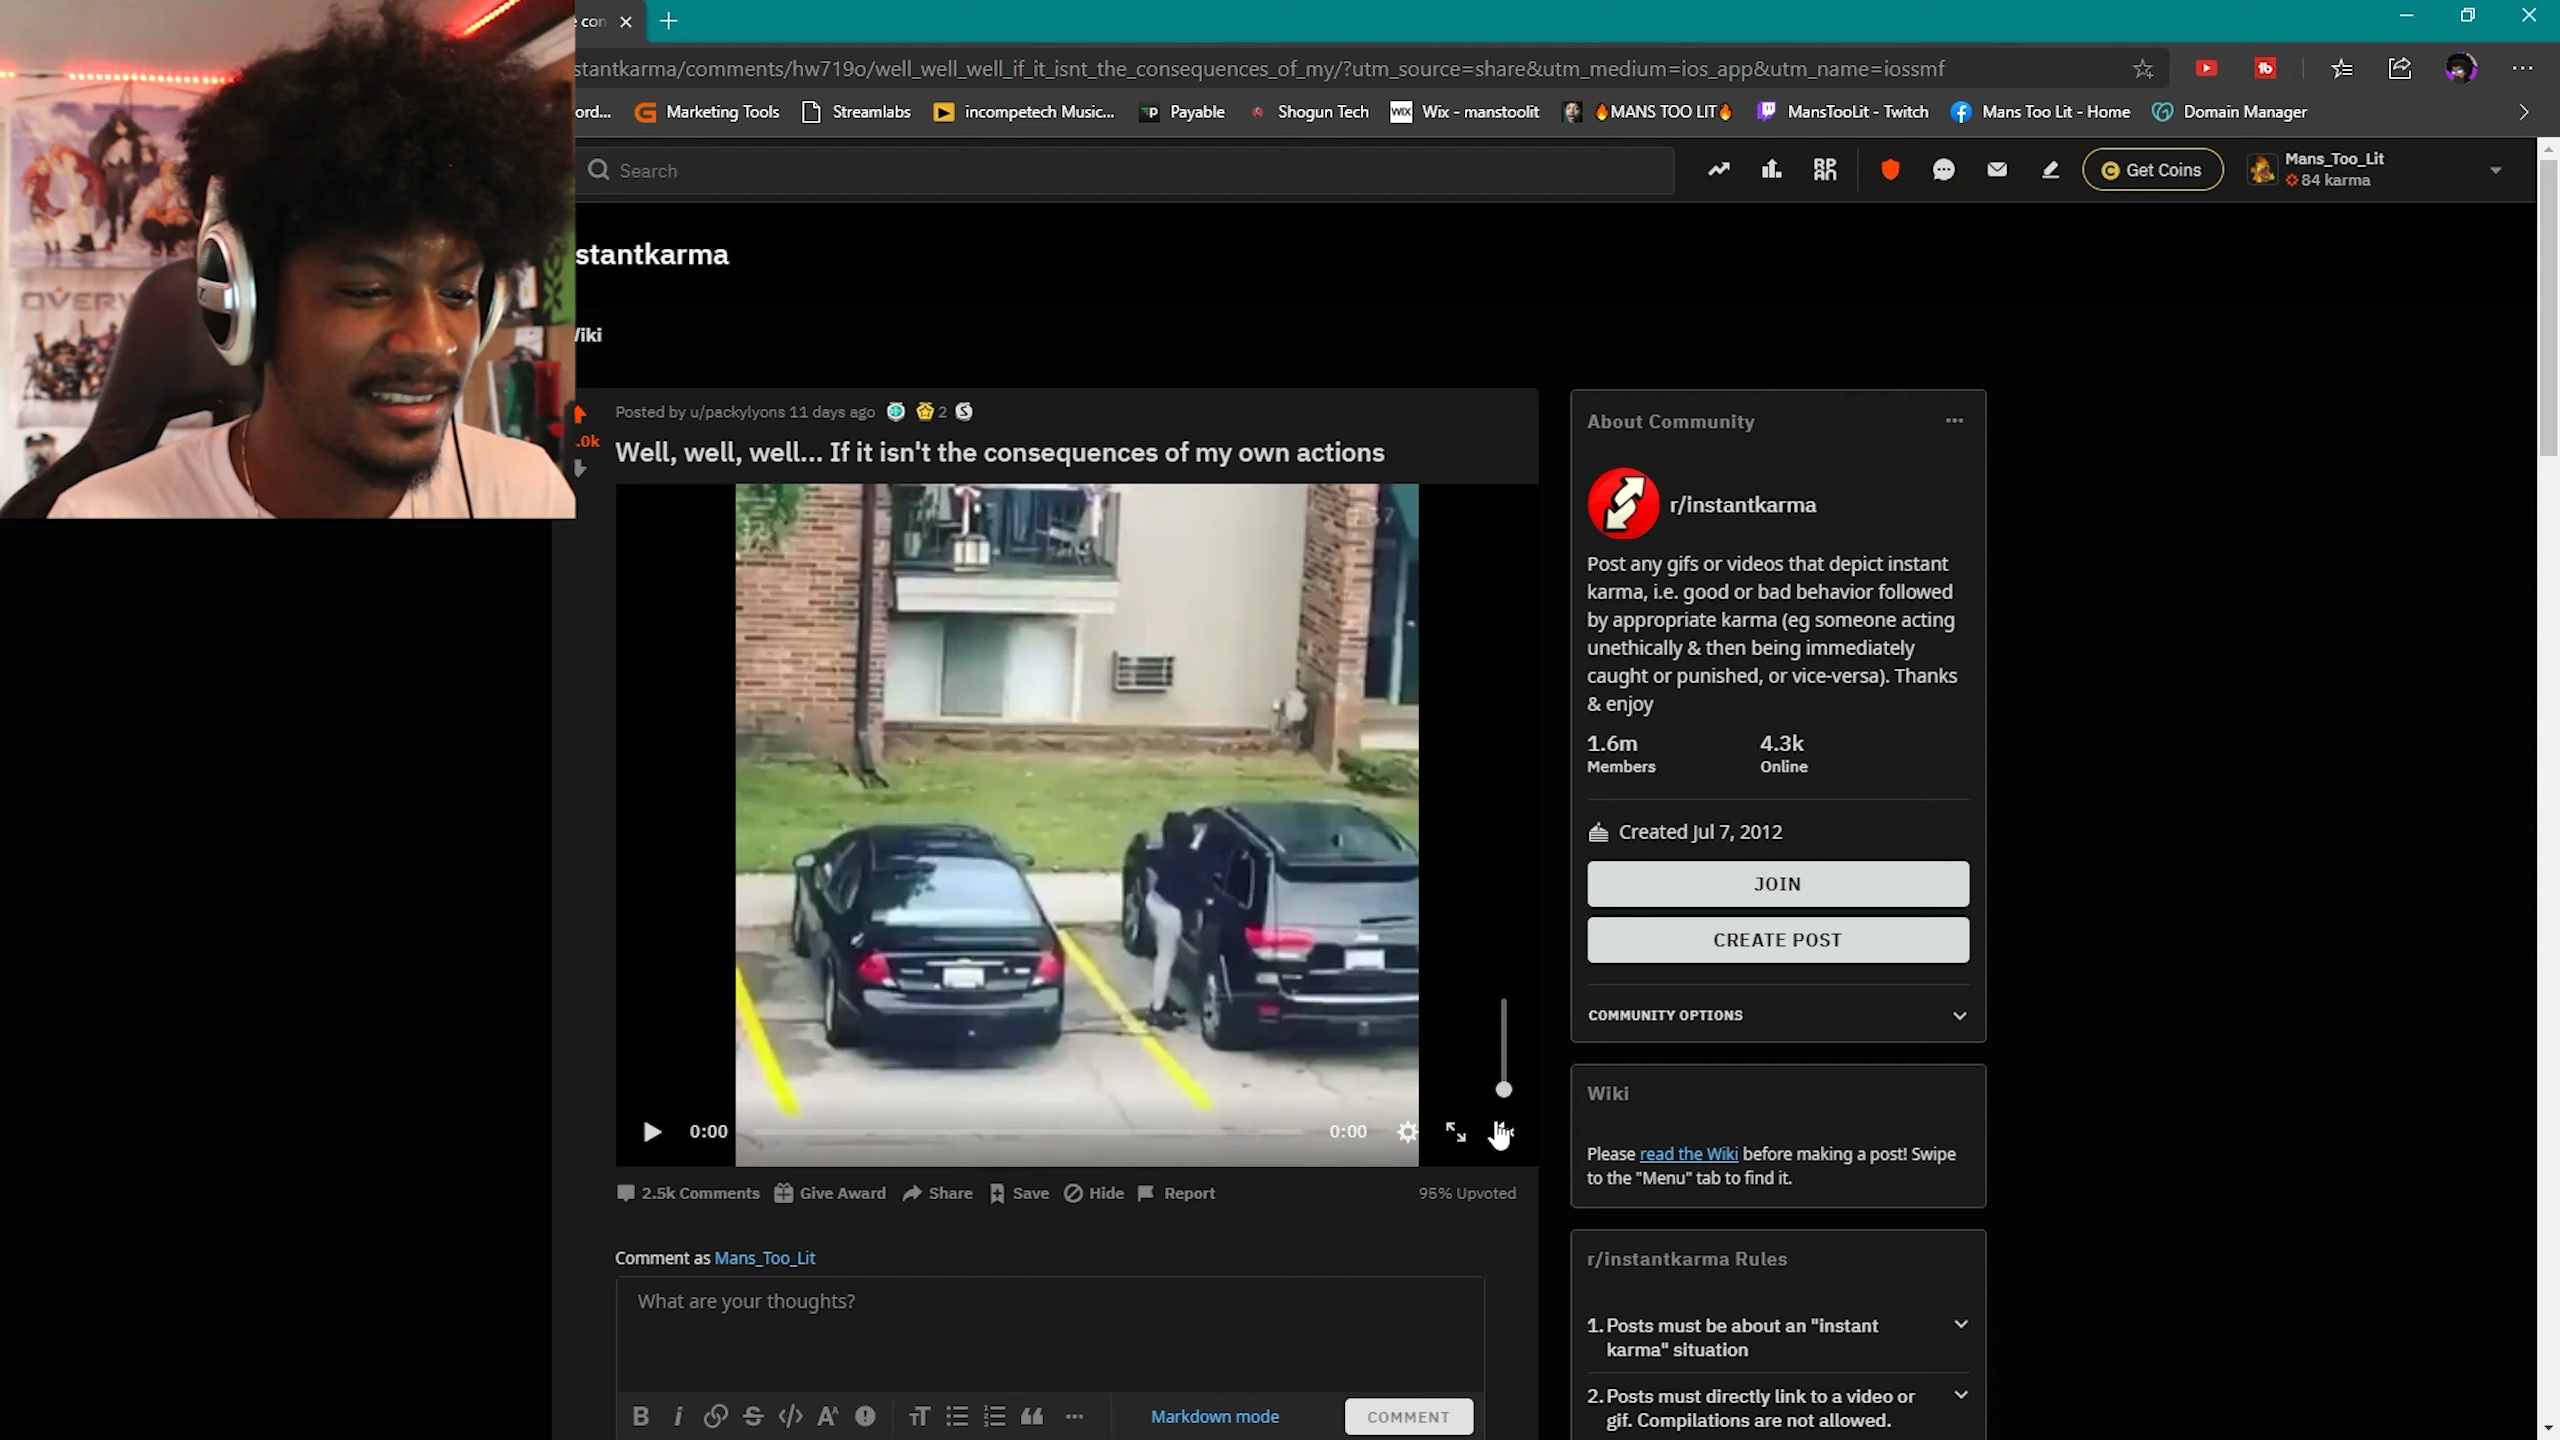 con
stantkarma/comments/hw719o/well_well_well_if_it_isnt_the_consequences_of_my/?utm_source=share&utm_medium=ios_app&utm_name=iossmf
ord... Marketing Tools Streamlabs incompetech Music... Payable Shogun Tech WIX Wix - manstoolit 🔥MANS TOO LIT🔥 MansTooLit - Twitch Mans Too Lit - Home Domain Manager
Search
RPAN
Get Coins
Mans_Too_Lit
84 karma
stantkarma
OVERW
Wiki
Posted by u/packylyons 11 days ago 2
.0k
Well, well, well... If it isn't the consequences of my own actions
0:00
0:00
2.5k Comments Give Award Share Save Hide Report 95% Upvoted
Comment as Mans_Too_Lit
What are your thoughts?
Markdown mode
COMMENT
About Community
r/instantkarma
Post any gifs or videos that depict instant
karma, i.e. good or bad behavior followed
by appropriate karma (eg someone acting
unethically & then being immediately
caught or punished, or vice-versa). Thanks
& enjoy
1.6m 4.3k
Members Online
Created Jul 7, 2012
JOIN
CREATE POST
COMMUNITY OPTIONS
Wiki
Please read the Wiki before making a post! Swipe
to the "Menu" tab to find it.
r/instantkarma Rules
1. Posts must be about an "instant
karma" situation
2. Posts must directly link to a video or
gif. Compilations are not allowed.